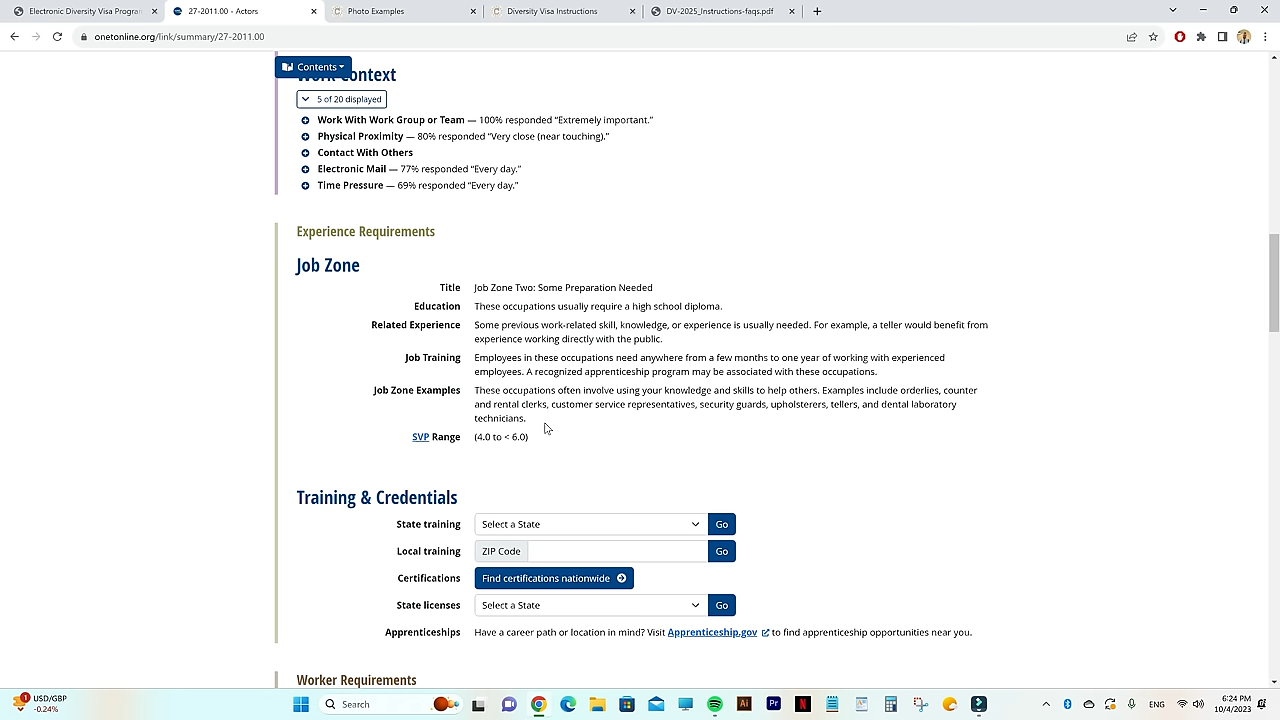 Electronic Diversity Visa Program
27-2011.00 - Actors
Photo Examples
Diversity Visa Instructions
DV-2025_Instructions-faqs.pdf
onetonline.org/link/summary/27-2011.00
Contents
Work Context
5 of 20 displayed
Work With Work Group or Team — 100% responded “Extremely important.”
Physical Proximity — 80% responded “Very close (near touching).”
Contact With Others
Electronic Mail — 77% responded “Every day.”
Time Pressure — 69% responded “Every day.”
Experience Requirements
Job Zone
Title Job Zone Two: Some Preparation Needed
Education These occupations usually require a high school diploma.
Related Experience Some previous work-related skill, knowledge, or experience is usually needed. For example, a teller would benefit from
experience working directly with the public.
Job Training Employees in these occupations need anywhere from a few months to one year of working with experienced
employees. A recognized apprenticeship program may be associated with these occupations.
Job Zone Examples These occupations often involve using your knowledge and skills to help others. Examples include orderlies, counter
and rental clerks, customer service representatives, security guards, upholsterers, tellers, and dental laboratory
technicians.
SVP Range (4.0 to < 6.0)
Training & Credentials
State training Select a State Go
Local training ZIP Code Go
Certifications Find certifications nationwide
State licenses Select a State Go
Apprenticeships Have a career path or location in mind? Visit Apprenticeship.gov to find apprenticeship opportunities near you.
Worker Requirements
1
USD/GBP
-0.24%
Search
Ai
Pr
N
ENG
6:24 PM
10/4/2023